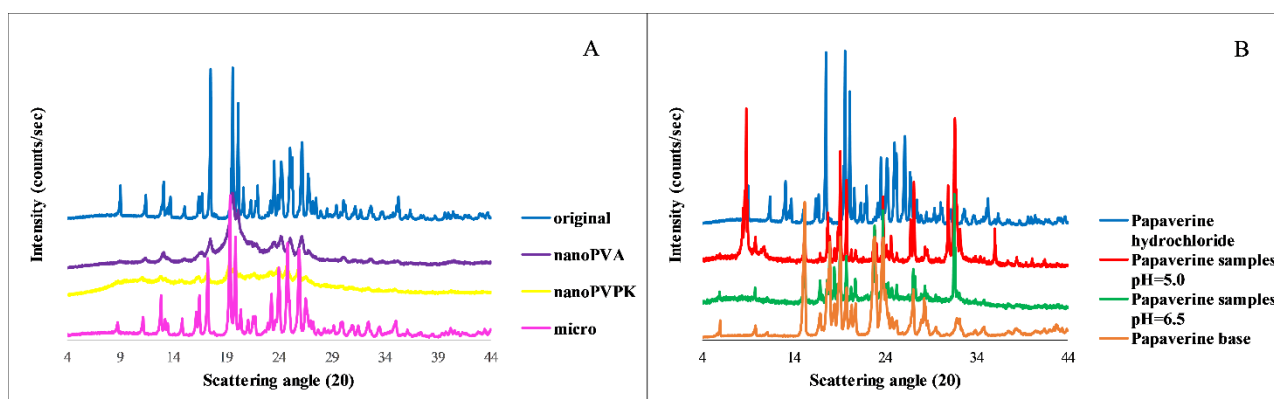 A
Intensity (counts/sec)
original
nanoPVA
nanoPVPK
micro
4 9 14 19 24 29 34 39 44
Scattering angle (20)
B
Intensity (counts/sec)
Papaverine
hydrochloride
Papaverine samples
pH=5.0
Papaverine samples
pH=6.5
Papaverine base
4 14 24 34 44
Scattering angle (20)